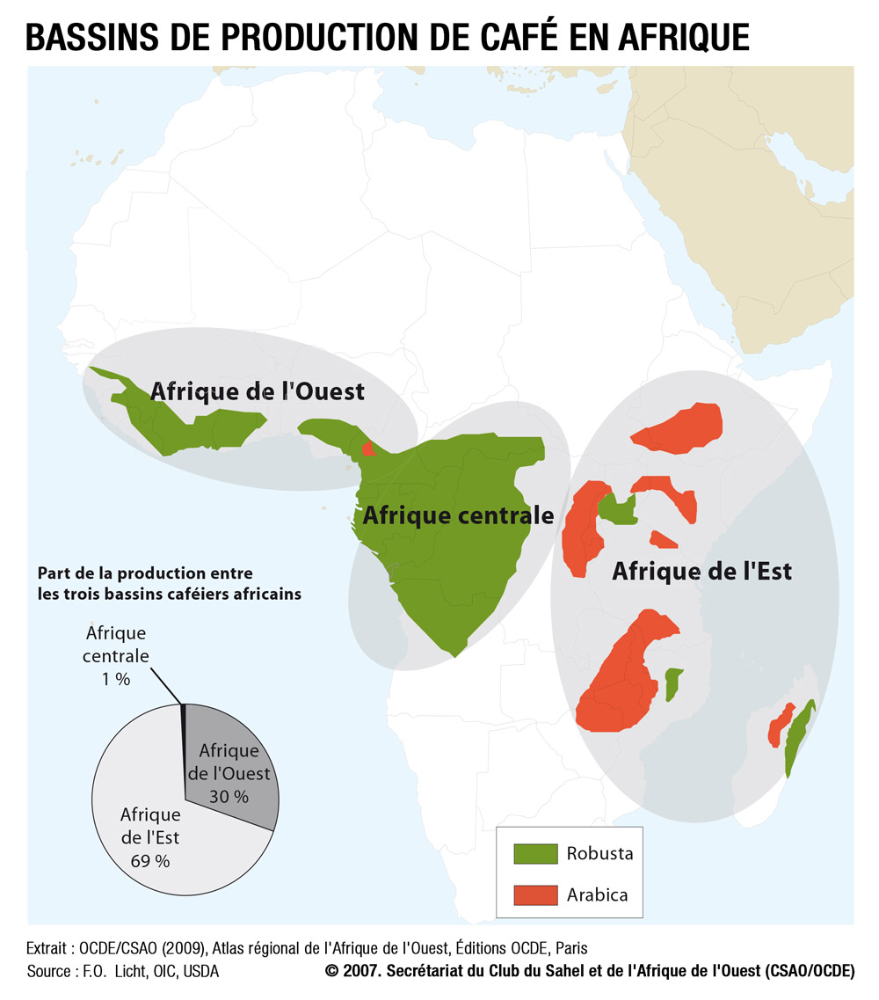 BASSINS DE PRODUCTION DE CAFÉ EN AFRIQUE
Afrique de l'Ouest
Afrique centrale
Afrique de l'Est
Part de la production entre
les trois bassins caféiers africains
Afrique
centrale
1 %
Afrique
de l'Ouest
30 %
Afrique
de l'Est
69 %
Robusta
Arabica
Extrait : OCDE/CSAO (2009), Atlas régional de l'Afrique de l'Ouest, Éditions OCDE, Paris
Source : F.O. Licht, OIC, USDA
© 2007. Secrétariat du Club du Sahel et de l'Afrique de l'Ouest (CSAO/OCDE)